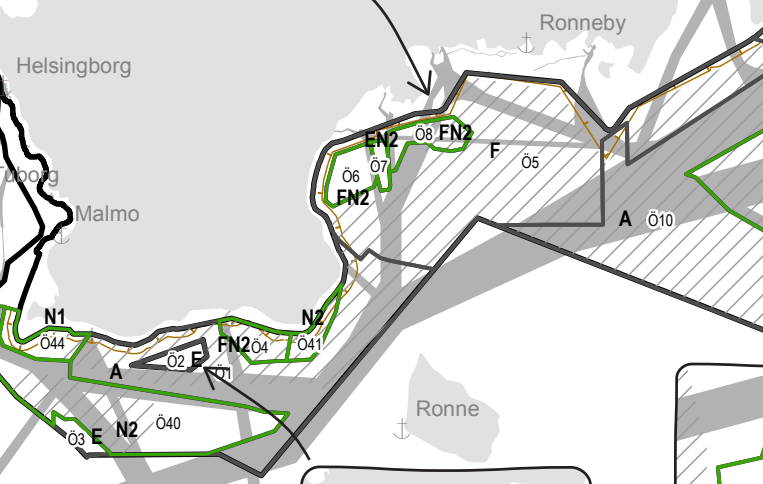 Ronneby
Helsingborg
EN2
Ö8
FN2
F
Ö5
Ö7
Ö6
FN2
uborg
Malmo
A
Ö10
N1
N2
Ö44
FN2
Ö4
Ö41
Ö2
E
Ö1
A
Ronne
N2
Ö40
Ö3
E